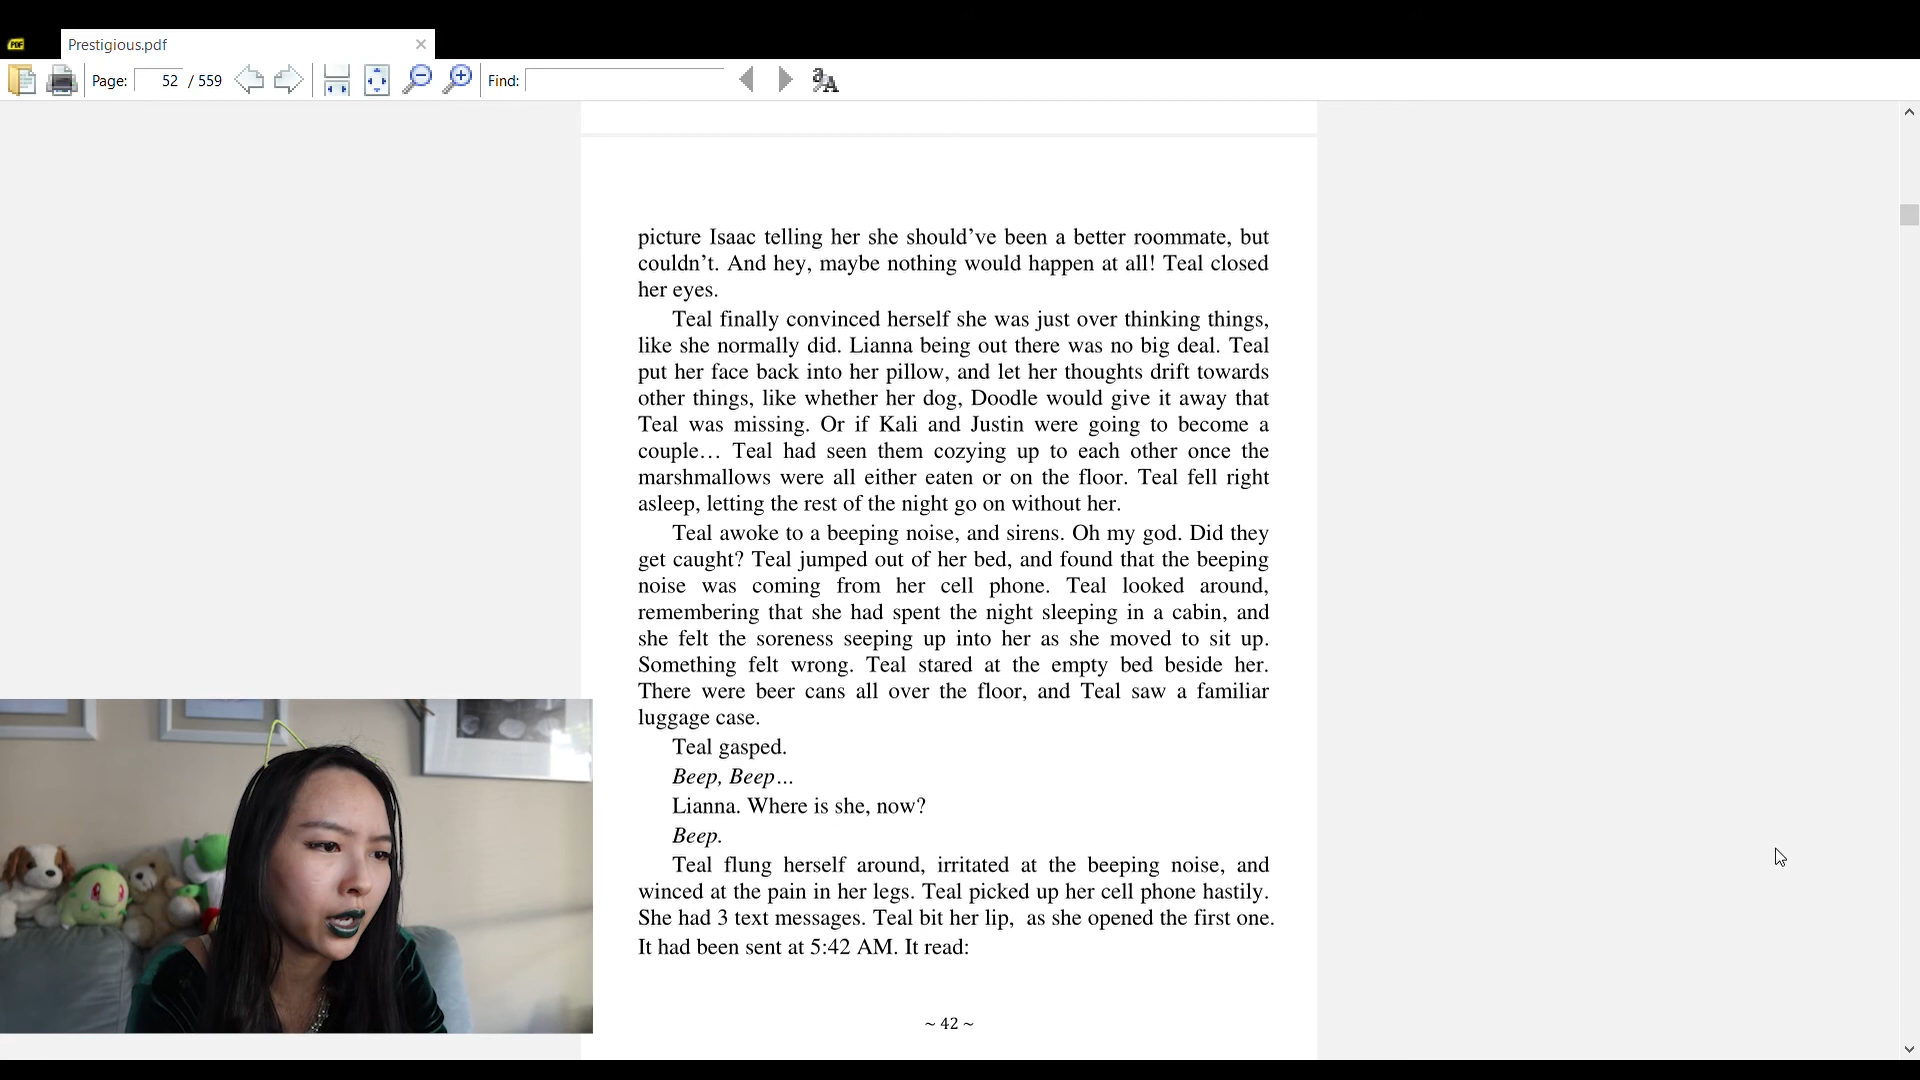 Prestigious.pdf
Page: 52 / 559
Find:
picture Isaac telling her she should’ve been a better roommate, but
couldn’t. And hey, maybe nothing would happen at all! Teal closed
her eyes.
Teal finally convinced herself she was just over thinking things,
like she normally did. Lianna being out there was no big deal. Teal
put her face back into her pillow, and let her thoughts drift towards
other things, like whether her dog, Doodle would give it away that
Teal was missing. Or if Kali and Justin were going to become a
couple… Teal had seen them cozying up to each other once the
marshmallows were all either eaten or on the floor. Teal fell right
asleep, letting the rest of the night go on without her.
Teal awoke to a beeping noise, and sirens. Oh my god. Did they
get caught? Teal jumped out of her bed, and found that the beeping
noise was coming from her cell phone. Teal looked around,
remembering that she had spent the night sleeping in a cabin, and
she felt the soreness seeping up into her as she moved to sit up.
Something felt wrong. Teal stared at the empty bed beside her.
There were beer cans all over the floor, and Teal saw a familiar
luggage case.
Teal gasped.
Beep, Beep…
Lianna. Where is she, now?
Beep.
Teal flung herself around, irritated at the beeping noise, and
winced at the pain in her legs. Teal picked up her cell phone hastily.
She had 3 text messages. Teal bit her lip,  as she opened the first one.
It had been sent at 5:42 AM. It read:
~ 42 ~